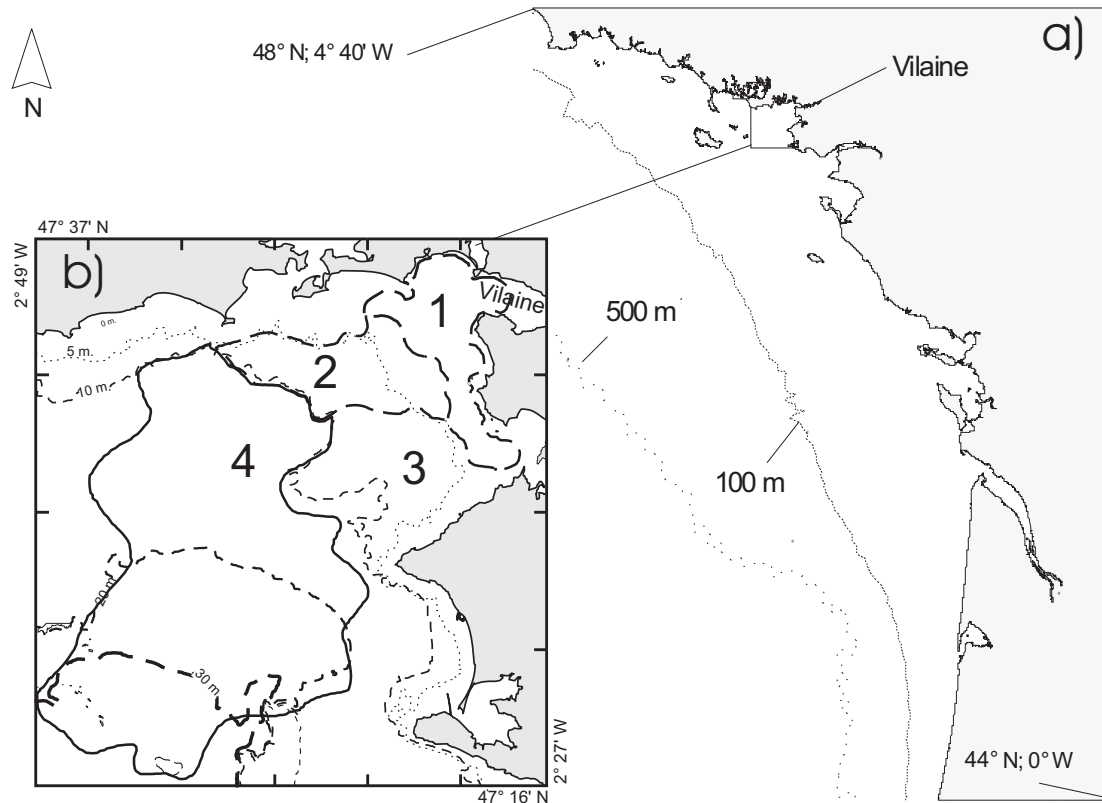 a)
48° N; 4° 40' W
Vilaine
N
47° 37' N
2° 49' W
b)
Vilaine
1
0 m.
5 m.
2
10 m.
4
3
20 m.
30 m.
2° 27' W
47° 16' N
500 m
100 m
44° N; 0° W